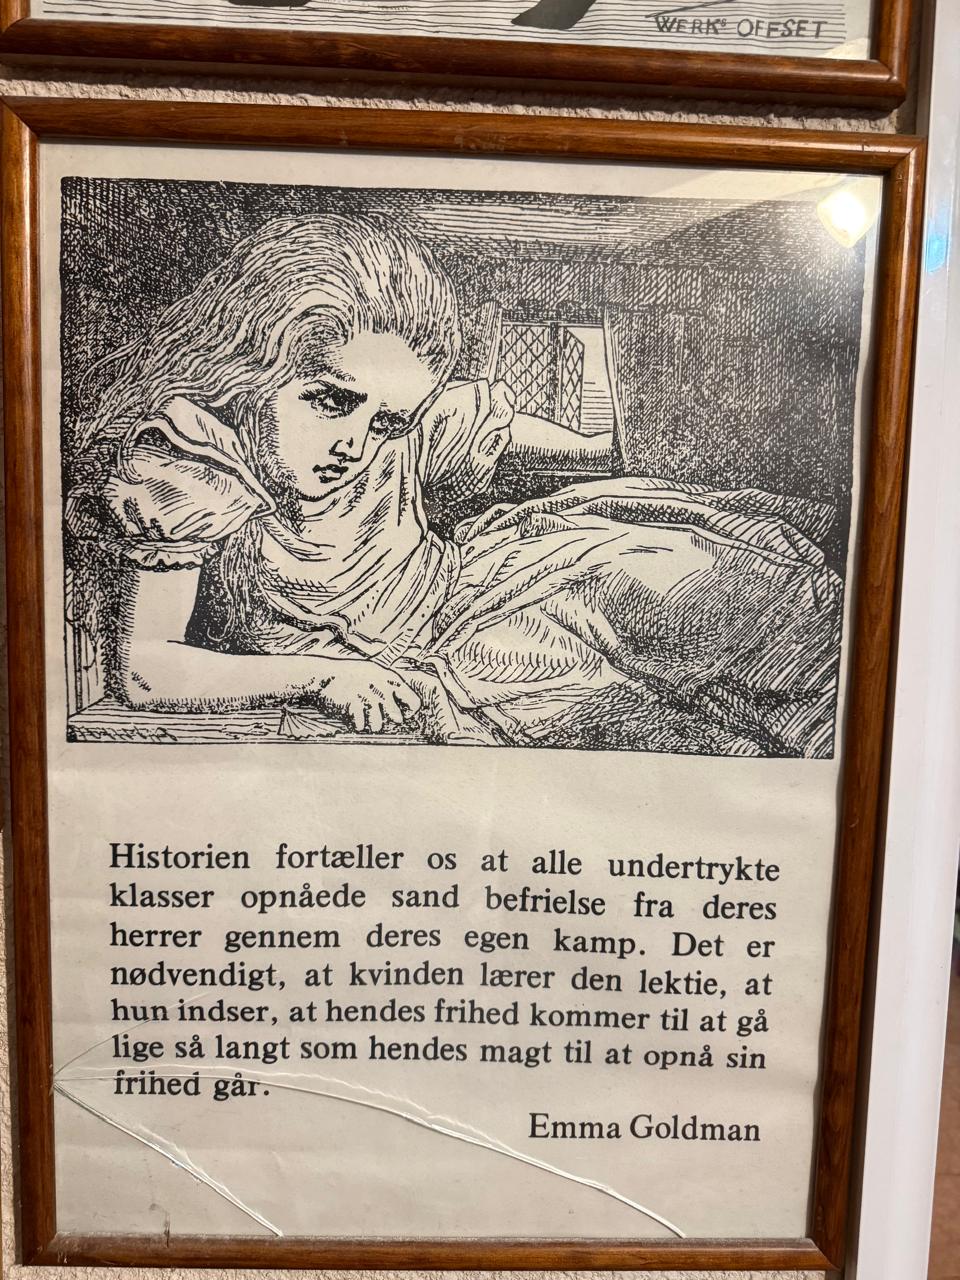 WERKS OFFSET
Historien fortæller os at alle undertrykte
klasser opnåede sand befrielse fra deres
herrer gennem deres egen kamp. Det er
nødvendigt, at kvinden lærer den lektie, at
hun indser, at hendes frihed kommer til at gå
lige så langt som hendes magt til at opnå sin
frihed går.
Emma Goldman